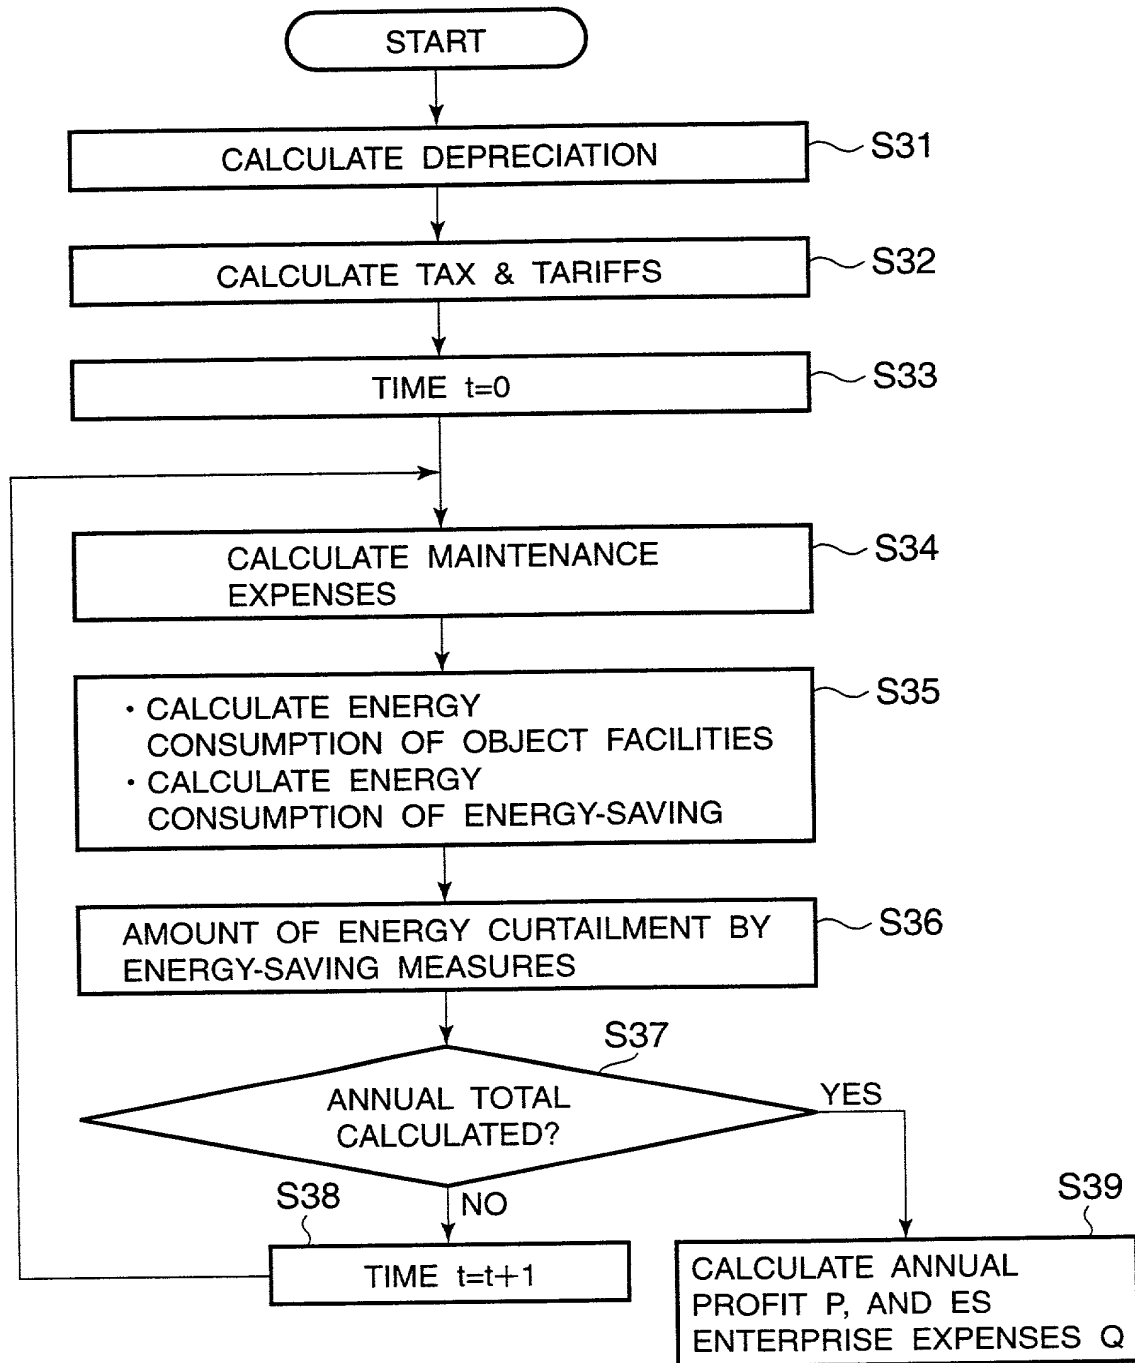 START
CALCULATE DEPRECIATION
S31
CALCULATE TAX & TARIFFS
S32
TIME t=0
S33
CALCULATE MAINTENANCE
EXPENSES
S34
・CALCULATE ENERGY
CONSUMPTION OF OBJECT FACILITIES
・CALCULATE ENERGY
CONSUMPTION OF ENERGY-SAVING
S35
AMOUNT OF ENERGY CURTAILMENT BY
ENERGY-SAVING MEASURES
S36
S37
ANNUAL TOTAL
CALCULATED?
YES
NO
S38
TIME t=t+1
S39
CALCULATE ANNUAL
PROFIT P, AND ES
ENTERPRISE EXPENSES Q